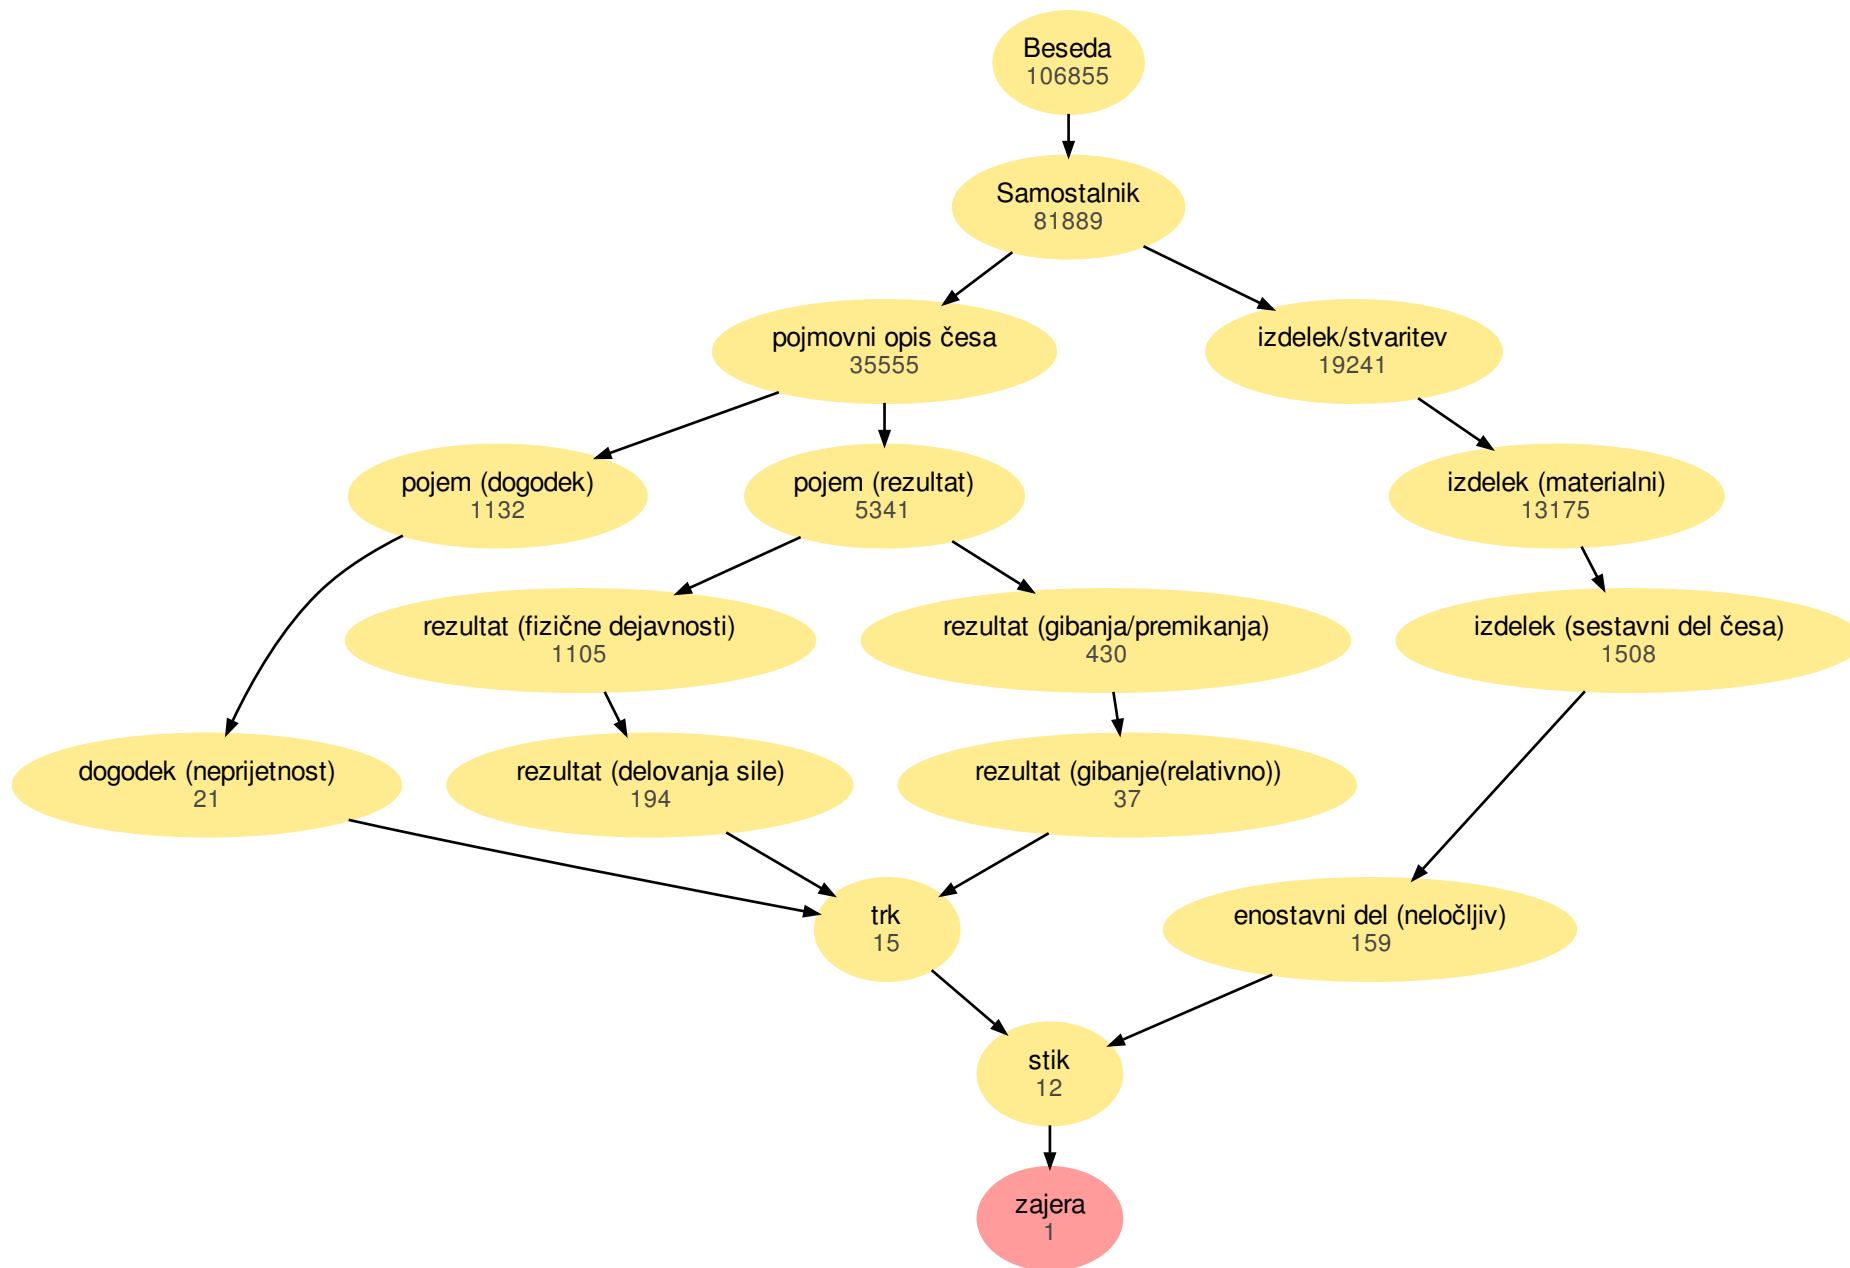 Beseda
106855
Samostalnik
81889
pojmovni opis česa
35555
izdelek/stvaritev
19241
pojem (dogodek)
1132
pojem (rezultat)
5341
izdelek (materialni)
13175
rezultat (fizične dejavnosti)
1105
rezultat (gibanja/premikanja)
430
izdelek (sestavni del česa)
1508
dogodek (neprijetnost)
21
rezultat (delovanja sile)
194
rezultat (gibanje(relativno))
37
trk
15
enostavni del (neločljiv)
159
stik
12
zajera
1